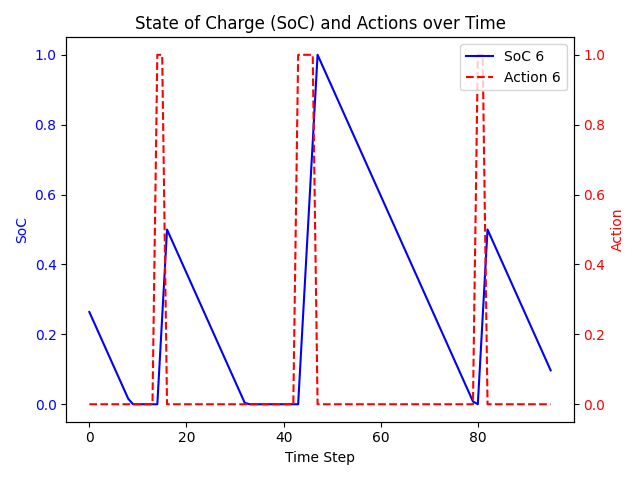 State of Charge (SoC) and Actions over Time
SoC 6
Action 6
1.0
0.8
0.6
0.4
0.2
0.0
SoC
1.0
0.8
0.6
0.4
0.2
0.0
Action
0 20 40 60 80
Time Step